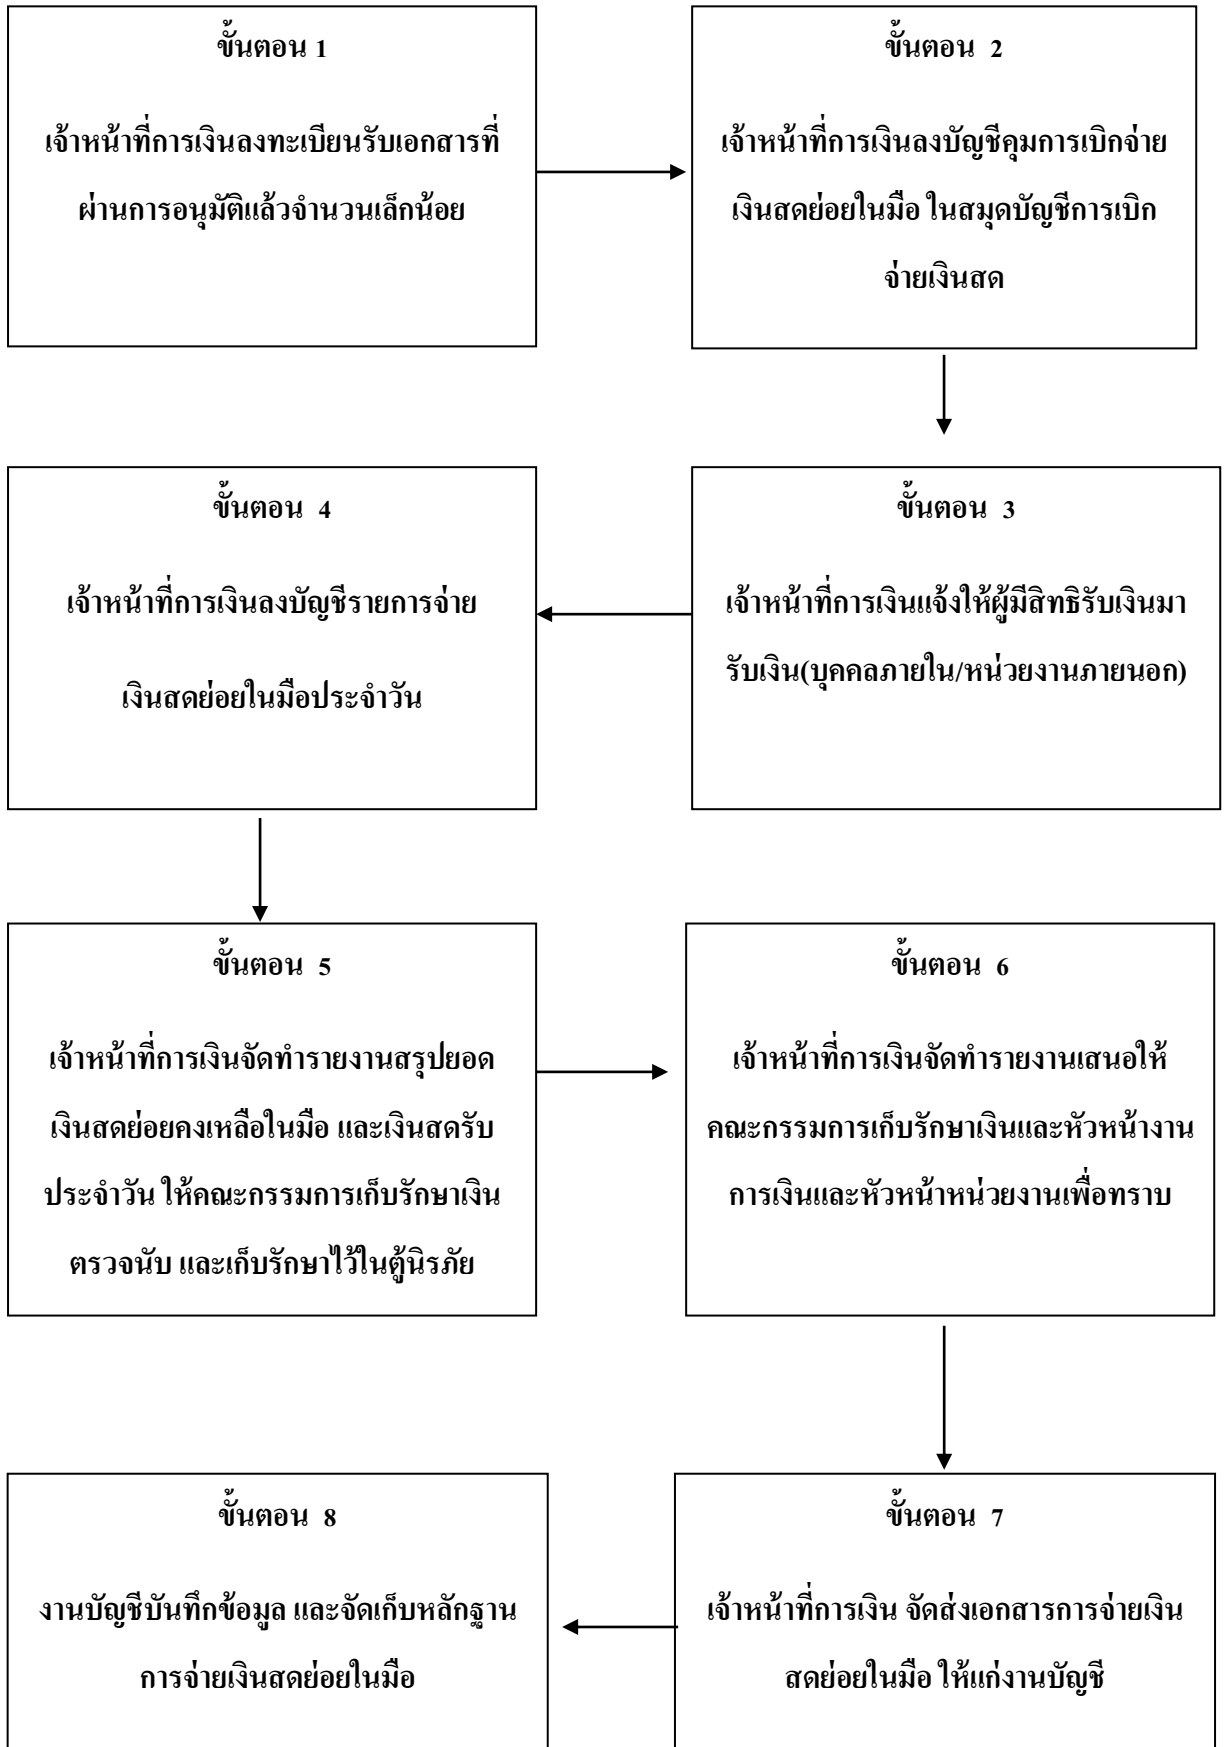 ขั้นตอน 1
เจ้าหน้าที่การเงินลงทะเบียนรับเอกสารที่
ผ่านการอนุมัติแล้วจำนวนเล็กน้อย
ขั้นตอน 2
เจ้าหน้าที่การเงินลงบัญชีคุมการเบิกจ่าย
เงินสดย่อยในมือ ในสมุดบัญชีการเบิก
จ่ายเงินสด
ขั้นตอน 3
เจ้าหน้าที่การเงินแจ้งให้ผู้มีสิทธิรับเงินมา
รับเงิน(บุคคลภายใน/หน่วยงานภายนอก)
ขั้นตอน 4
เจ้าหน้าที่การเงินลงบัญชีรายการจ่าย
เงินสดย่อยในมือประจำวัน
ขั้นตอน 5
เจ้าหน้าที่การเงินจัดทำรายงานสรุปยอด
เงินสดย่อยคงเหลือในมือ และเงินสดรับ
ประจำวัน ให้คณะกรรมการเก็บรักษาเงิน
ตรวจนับ และเก็บรักษาไว้ในตู้นิรภัย
ขั้นตอน 6
เจ้าหน้าที่การเงินจัดทำรายงานเสนอให้
คณะกรรมการเก็บรักษาเงินและหัวหน้างาน
การเงินและหัวหน้าหน่วยงานเพื่อทราบ
ขั้นตอน 7
เจ้าหน้าที่การเงิน จัดส่งเอกสารการจ่ายเงิน
สดย่อยในมือ ให้แก่งานบัญชี
ขั้นตอน 8
งานบัญชีบันทึกข้อมูล และจัดเก็บหลักฐาน
การจ่ายเงินสดย่อยในมือ